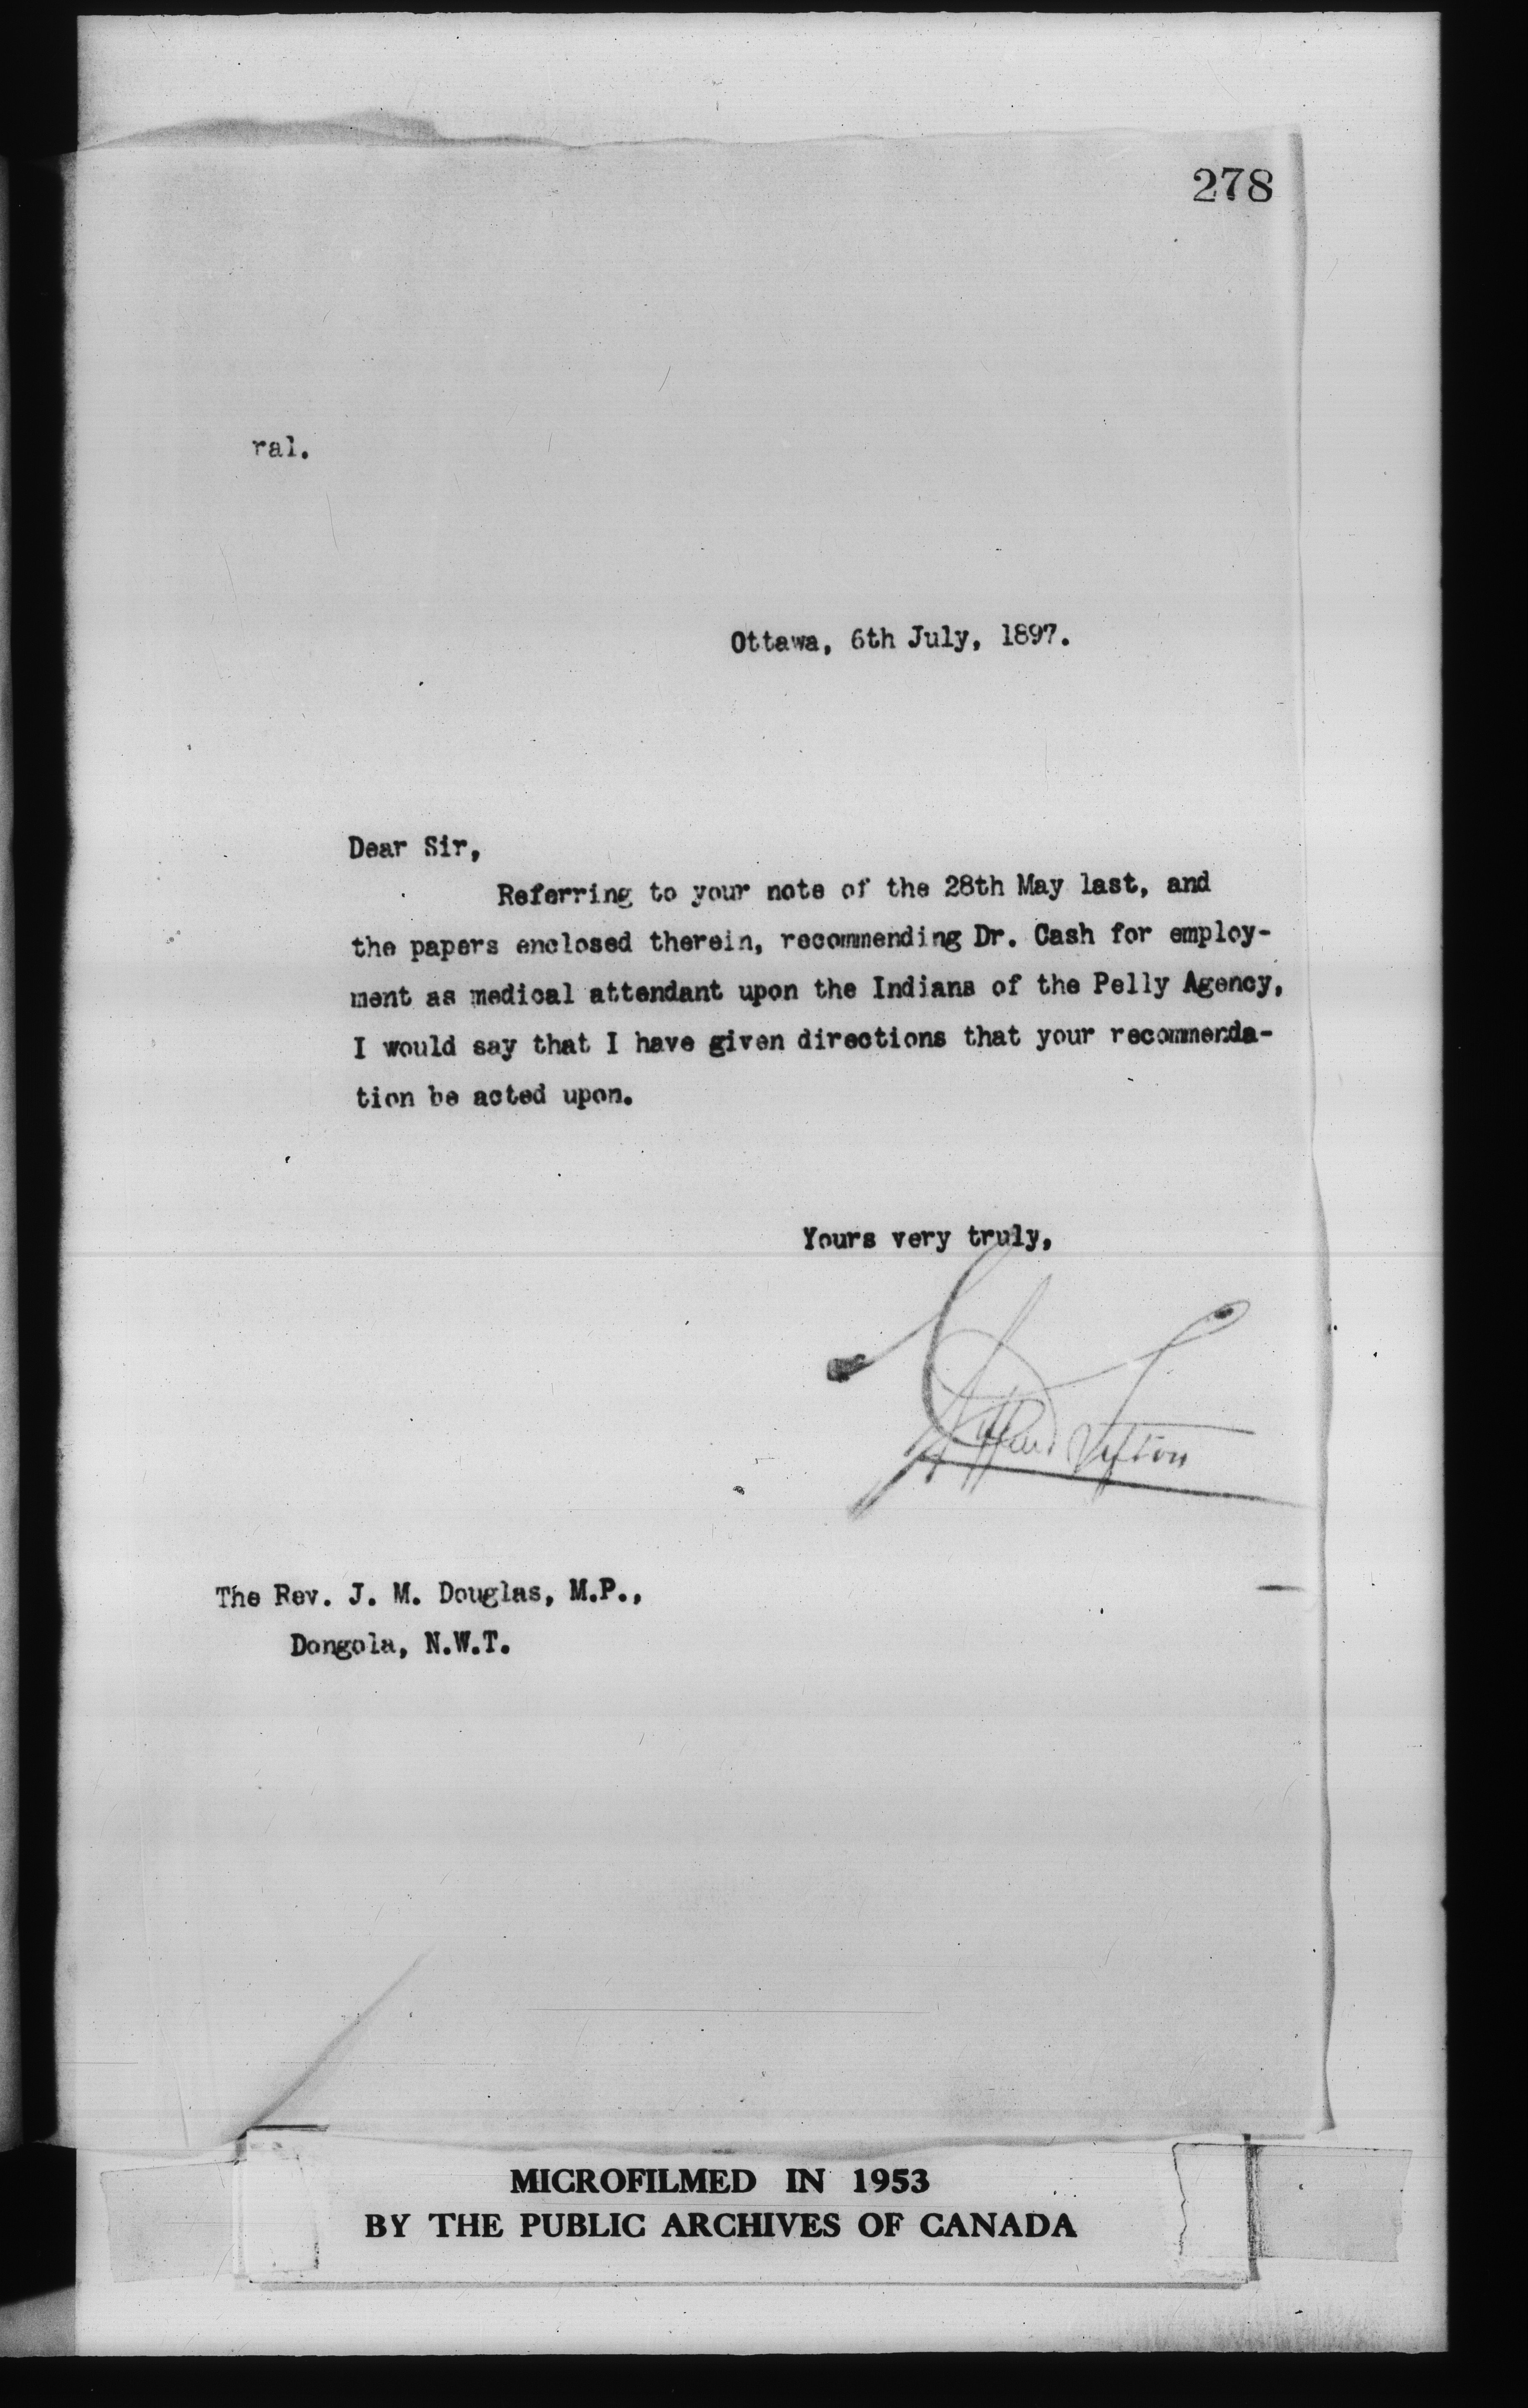 278
ral.
Ottawa, 6th July, 1897.
Dear Sir,
Referring to your note of the 28th May last, and
the papers enclosed therein, recommending Dr. Cash for employ-
ment as medical attendant upon the Indians of the Pelly Agency,
I would say that I have given directions that your recommenda-
tion be acted upon.
Yours very truly,
Clifford Sifton
The Rev. J. M. Douglas, M.P.,
Dongola, N.W.T.
MICROFILMED IN 1953
BY THE PUBLIC ARCHIVES OF CANADA